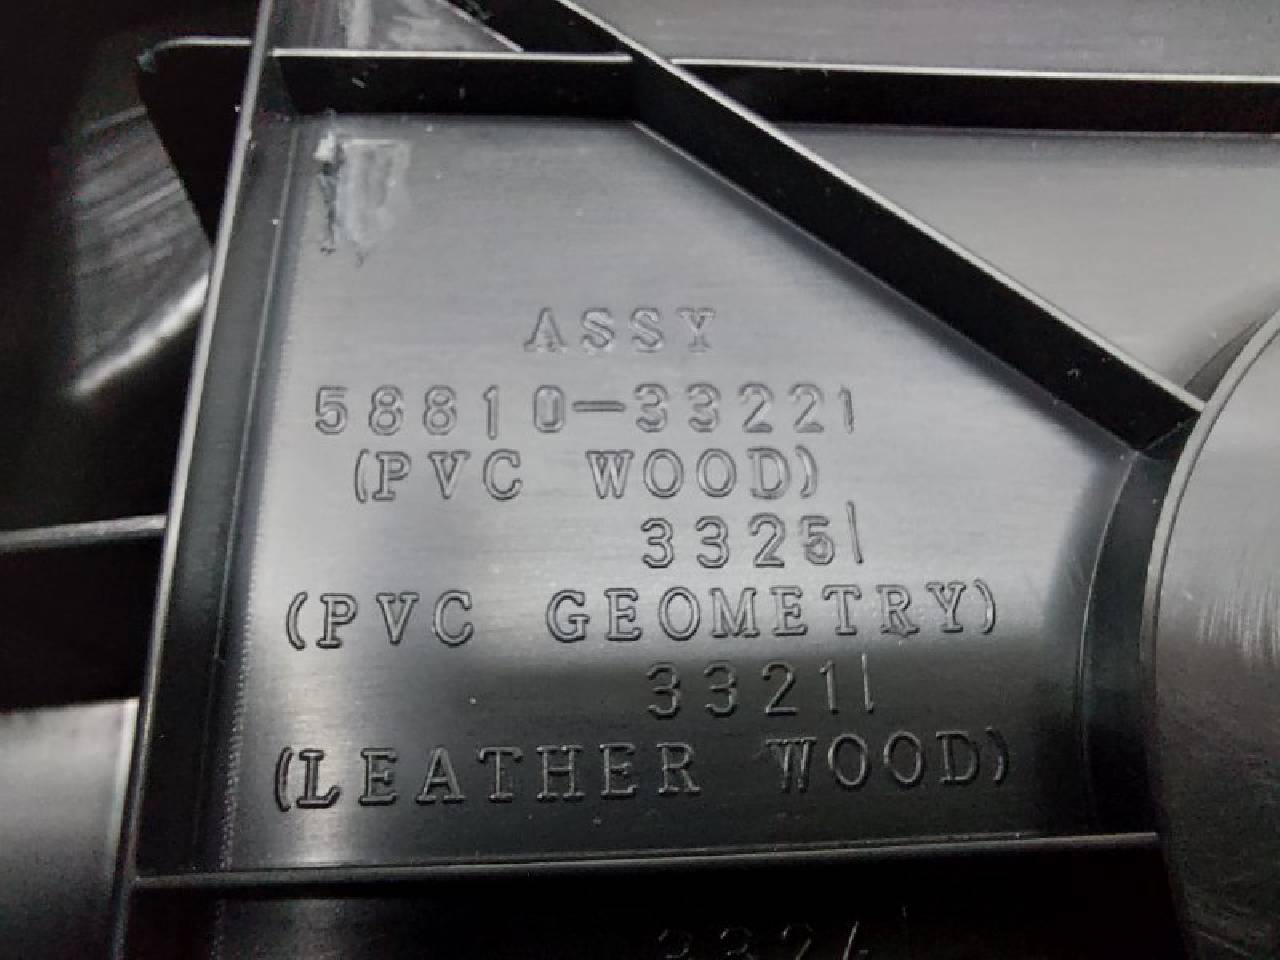 ASSY
58810-33221
(PVC WOOD)
33251
(PVC GEOMETRY)
33211
(LEATHER WOOD)